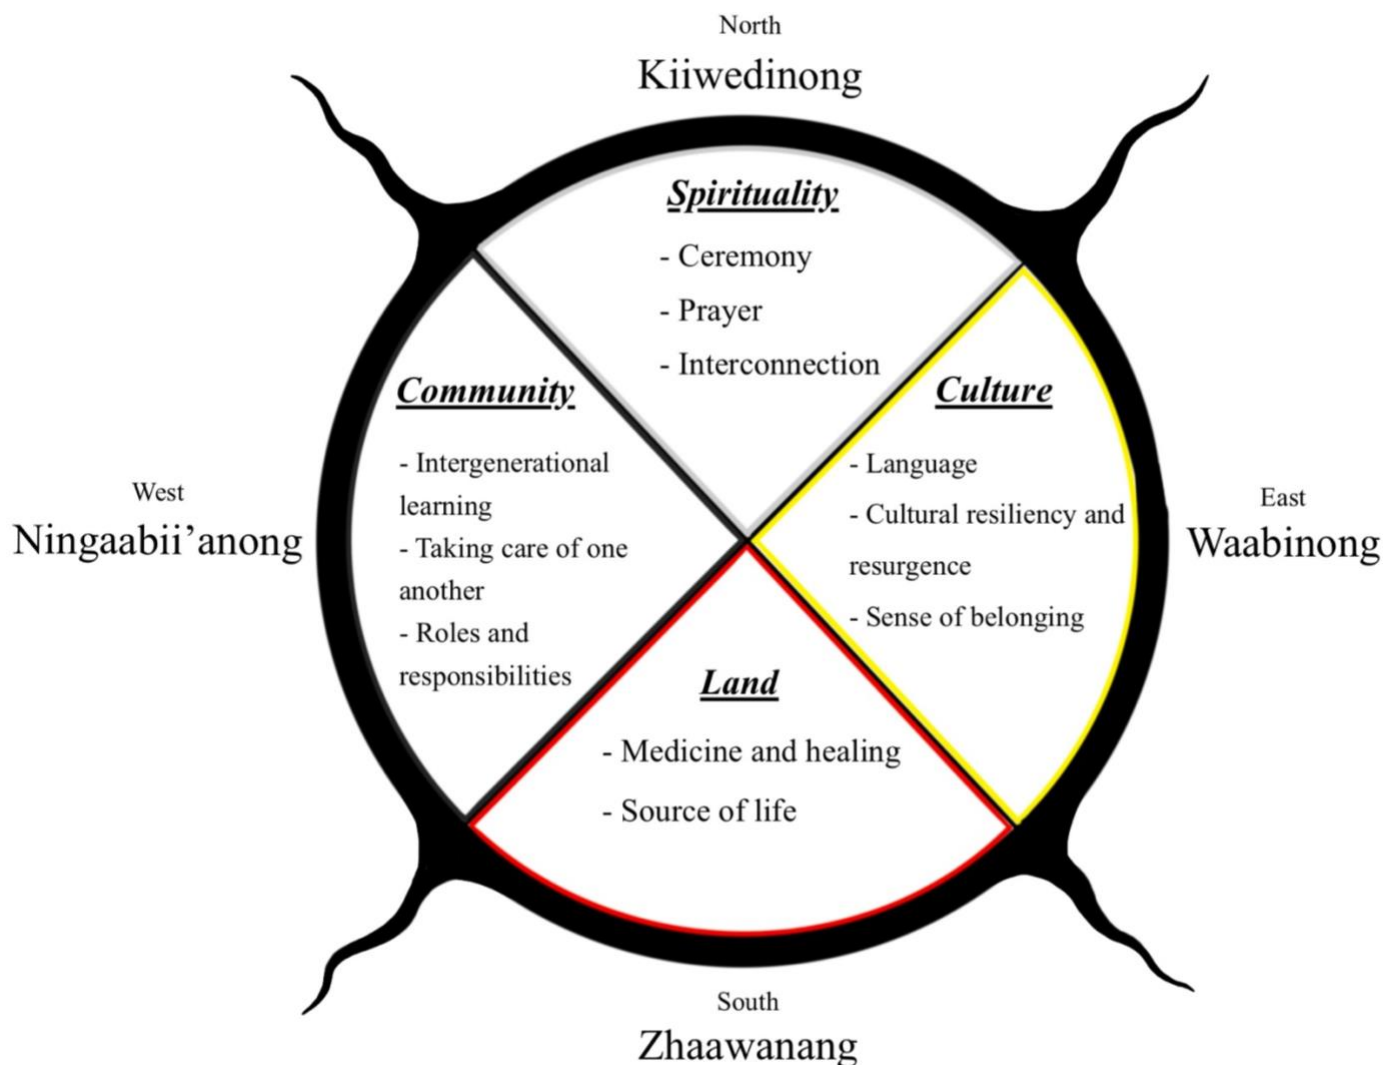 North
Kiiwedinong
Spirituality
- Ceremony
- Prayer
- Interconnection
Community
- Intergenerational
learning
- Taking care of one
another
- Roles and
responsibilities
Culture
- Language
- Cultural resiliency and
resurgence
- Sense of belonging
West
Ningaabii’anong
East
Waabinong
Land
- Medicine and healing
- Source of life
South
Zhaawanang